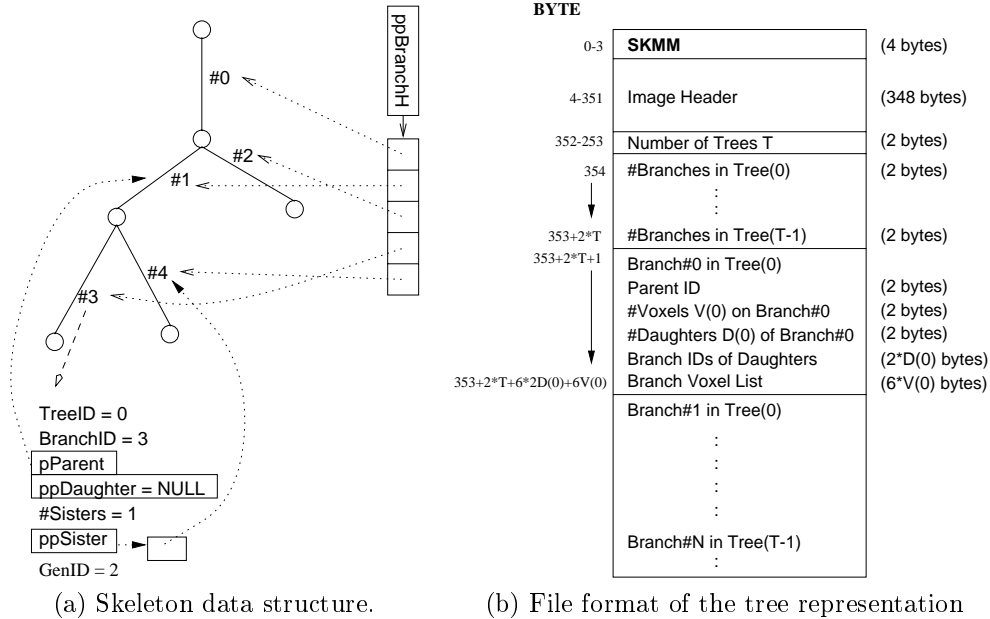 ppBranchH
#0
#2
#1
#4
#3
TreeID = 0
BranchID = 3
pParent
ppDaughter = NULL
#Sisters = 1
ppSister
GenID = 2
(a) Skeleton data structure.
BYTE
0-3 SKMM (4 bytes)
4-351 Image Header (348 bytes)
352-253 Number of Trees T (2 bytes)
354 #Branches in Tree(0) (2 bytes)
:
:
353+2*T #Branches in Tree(T-1) (2 bytes)
353+2*T+1 Branch#0 in Tree(0)
Parent ID (2 bytes)
#Voxels V(0) on Branch#0 (2 bytes)
#Daughters D(0) of Branch#0 (2 bytes)
Branch IDs of Daughters (2*D(0) bytes)
353+2*T+6*2D(0)+6V(0) Branch Voxel List (6*V(0) bytes)
Branch#1 in Tree(0)
:
:
:
:
Branch#N in Tree(T-1)
:
(b) File format of the tree representation